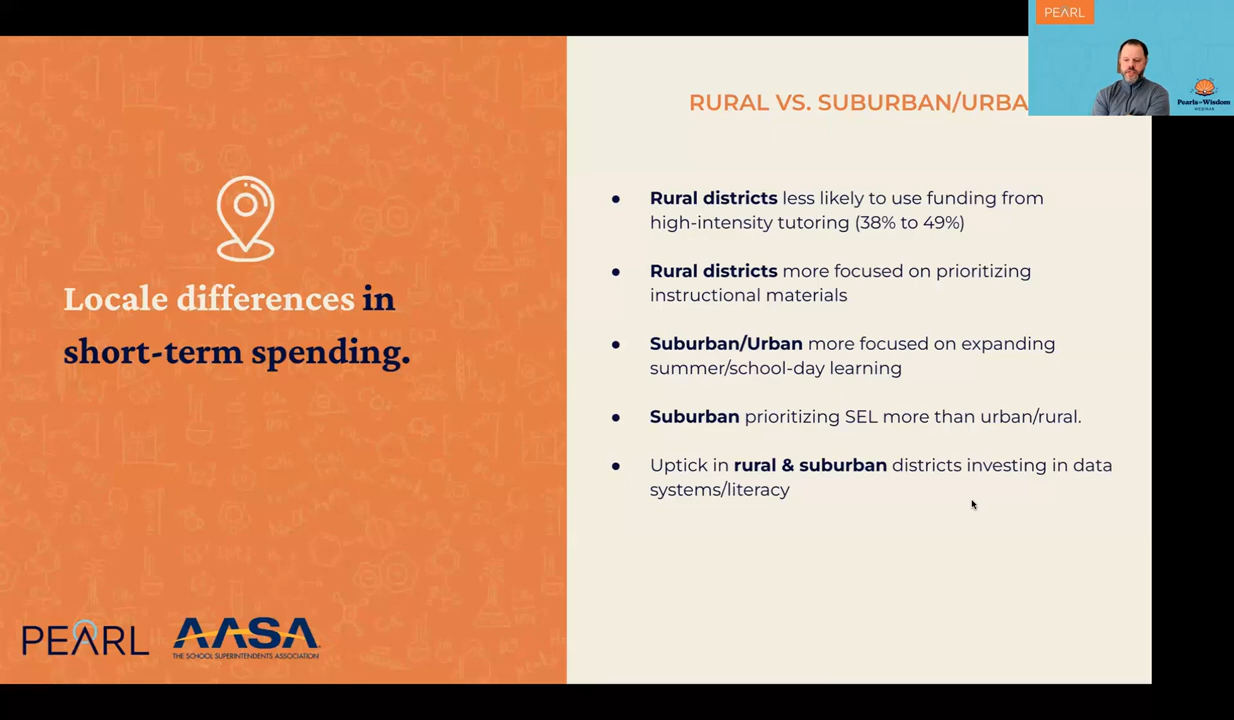 PEARL
Pearls of Wisdom
WEBINAR
RURAL VS. SUBURBAN/URBA
Locale differences in
short-term spending.
● Rural districts less likely to use funding from
high-intensity tutoring (38% to 49%)
● Rural districts more focused on prioritizing
instructional materials
● Suburban/Urban more focused on expanding
summer/school-day learning
● Suburban prioritizing SEL more than urban/rural.
● Uptick in rural & suburban districts investing in data
systems/literacy
PEARL
AASA
THE SCHOOL SUPERINTENDENTS ASSOCIATION